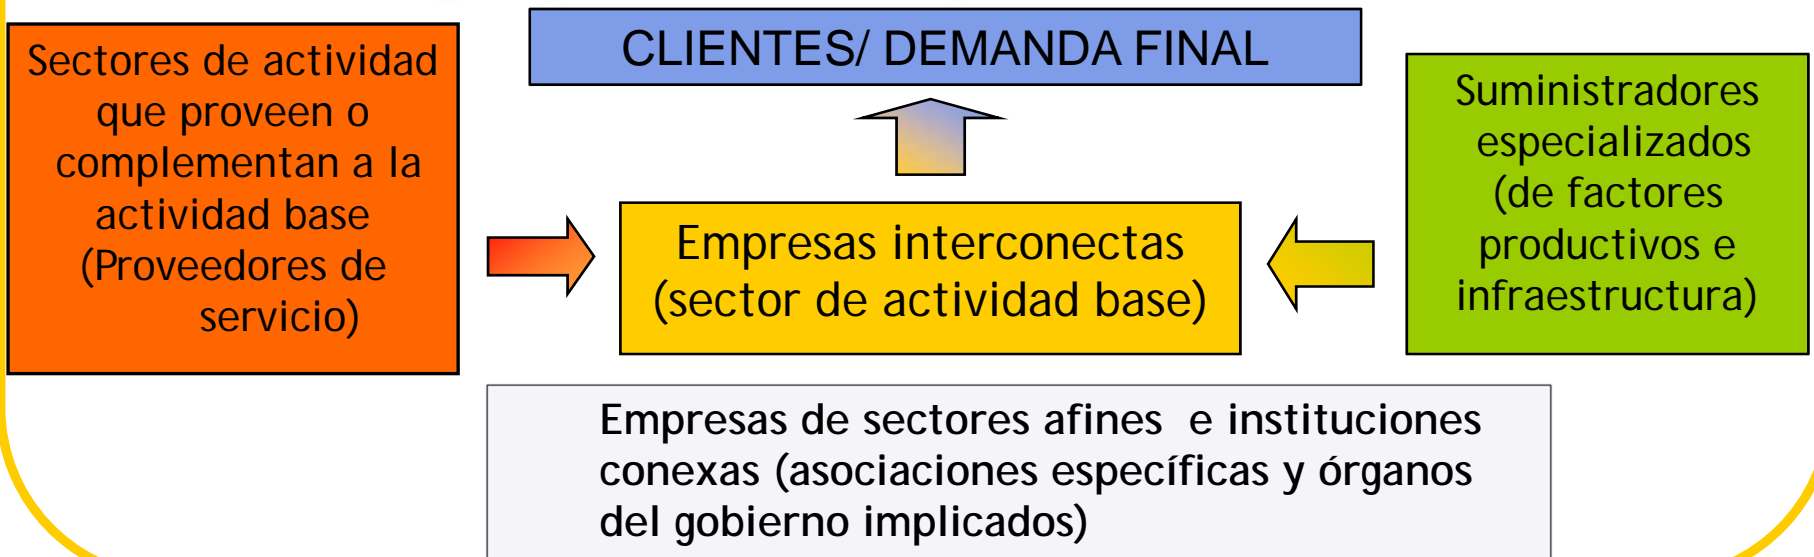 CLIENTES/ DEMANDA FINAL
Sectores de actividad
que proveen o
complementan a la
actividad base
(Proveedores de
servicio)
Empresas interconectas
(sector de actividad base)
Suministradores
especializados
(de factores
productivos e
infraestructura)
Empresas de sectores afines e instituciones
conexas (asociaciones específicas y órganos
del gobierno implicados)